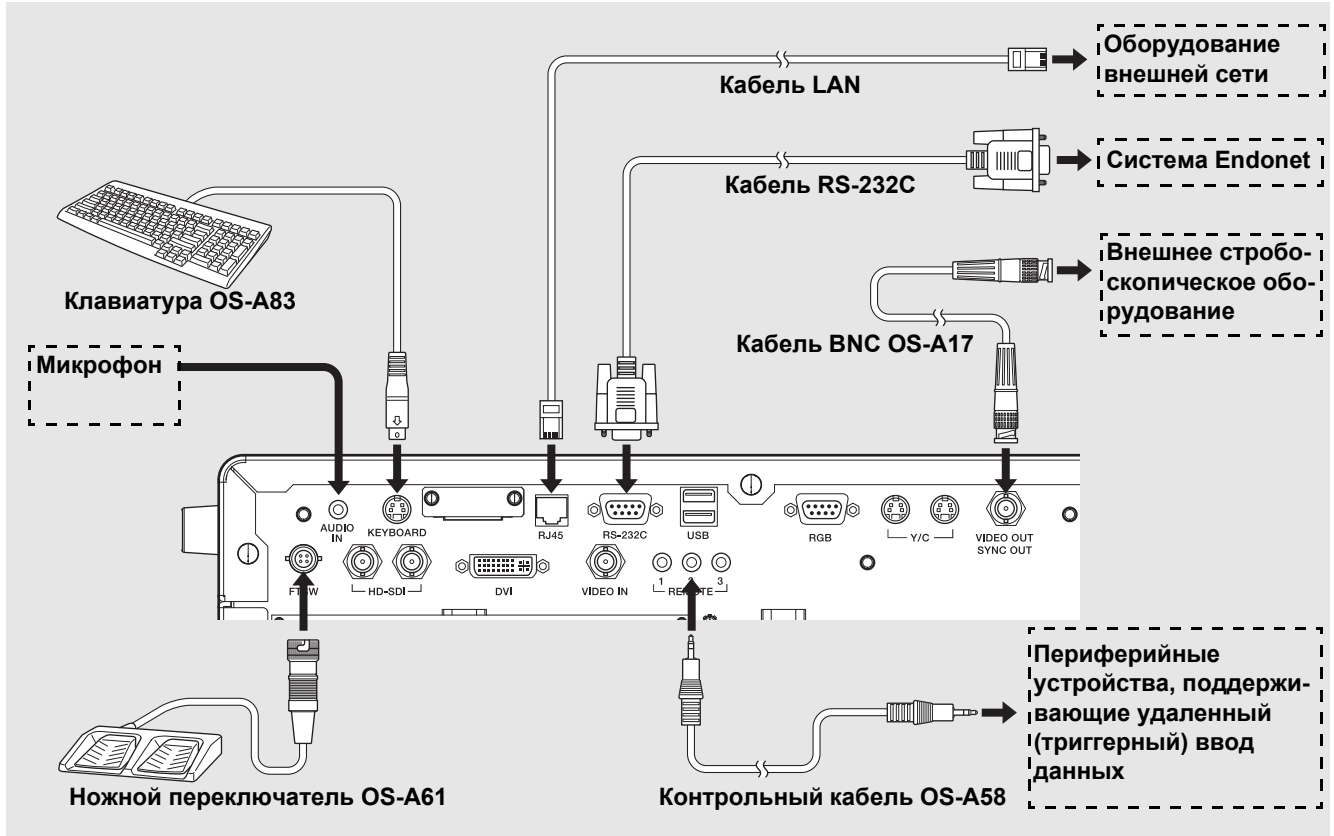 Оборудование
внешней сети
Кабель LAN
Система Endonet
Кабель RS-232C
Внешнее стробо-
скопическое обо-
рудование
Клавиатура OS-A83
Кабель BNC OS-A17
Микрофон
AUDIO
IN
KEYBOARD
RJ45
RS-232C
USB
RGB
Y/C
VIDEO OUT
SYNC OUT
HD-SDI
DVI
VIDEO IN
1
3
Периферийные
устройства, поддержи-
вающие удаленный
(триггерный) ввод
данных
Ножной переключатель OS-A61
Контрольный кабель OS-A58